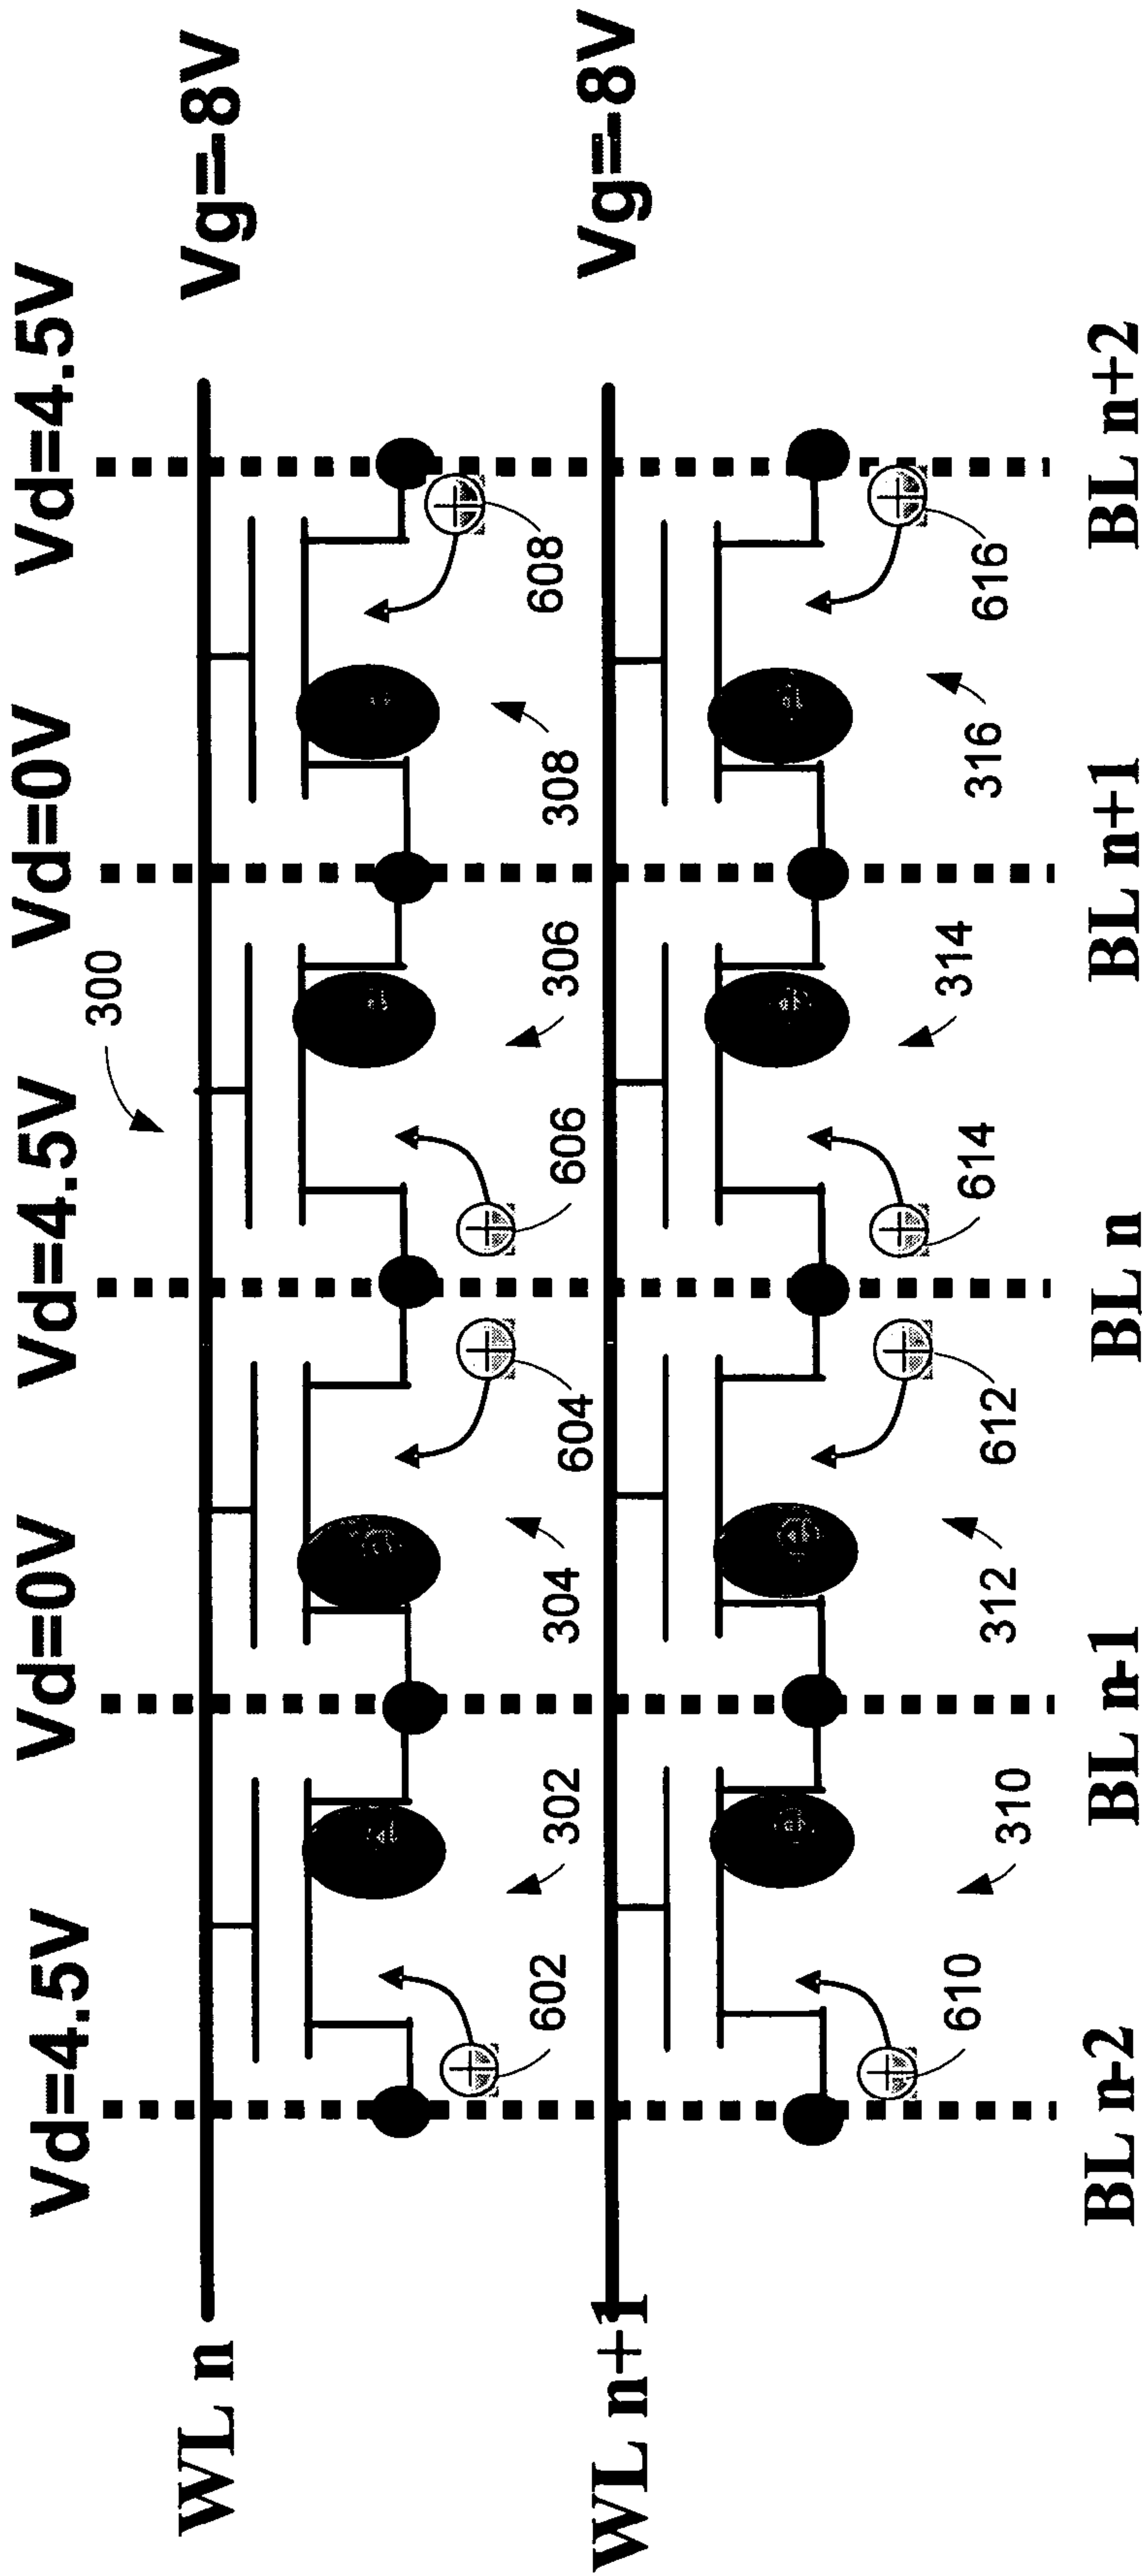 Vd=4.5V Vd=0V Vd=4.5V Vd=0V Vd=4.5V
300
WL n Vg=-8V
602 302 304 604 606 306 308 608
WL n+1 Vg=-8V
610 310 312 612 614 314 316 616
BL n-2 BL n-1 BL n BL n+1 BL n+2